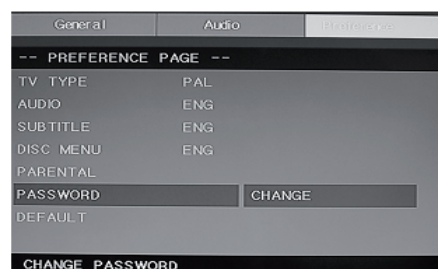 General Audio Preference
-- PREFERENCE PAGE --
TV TYPE PAL
AUDIO ENG
SUBTITLE ENG
DISC MENU ENG
PARENTAL
PASSWORD CHANGE
DEFAULT
CHANGE PASSWORD